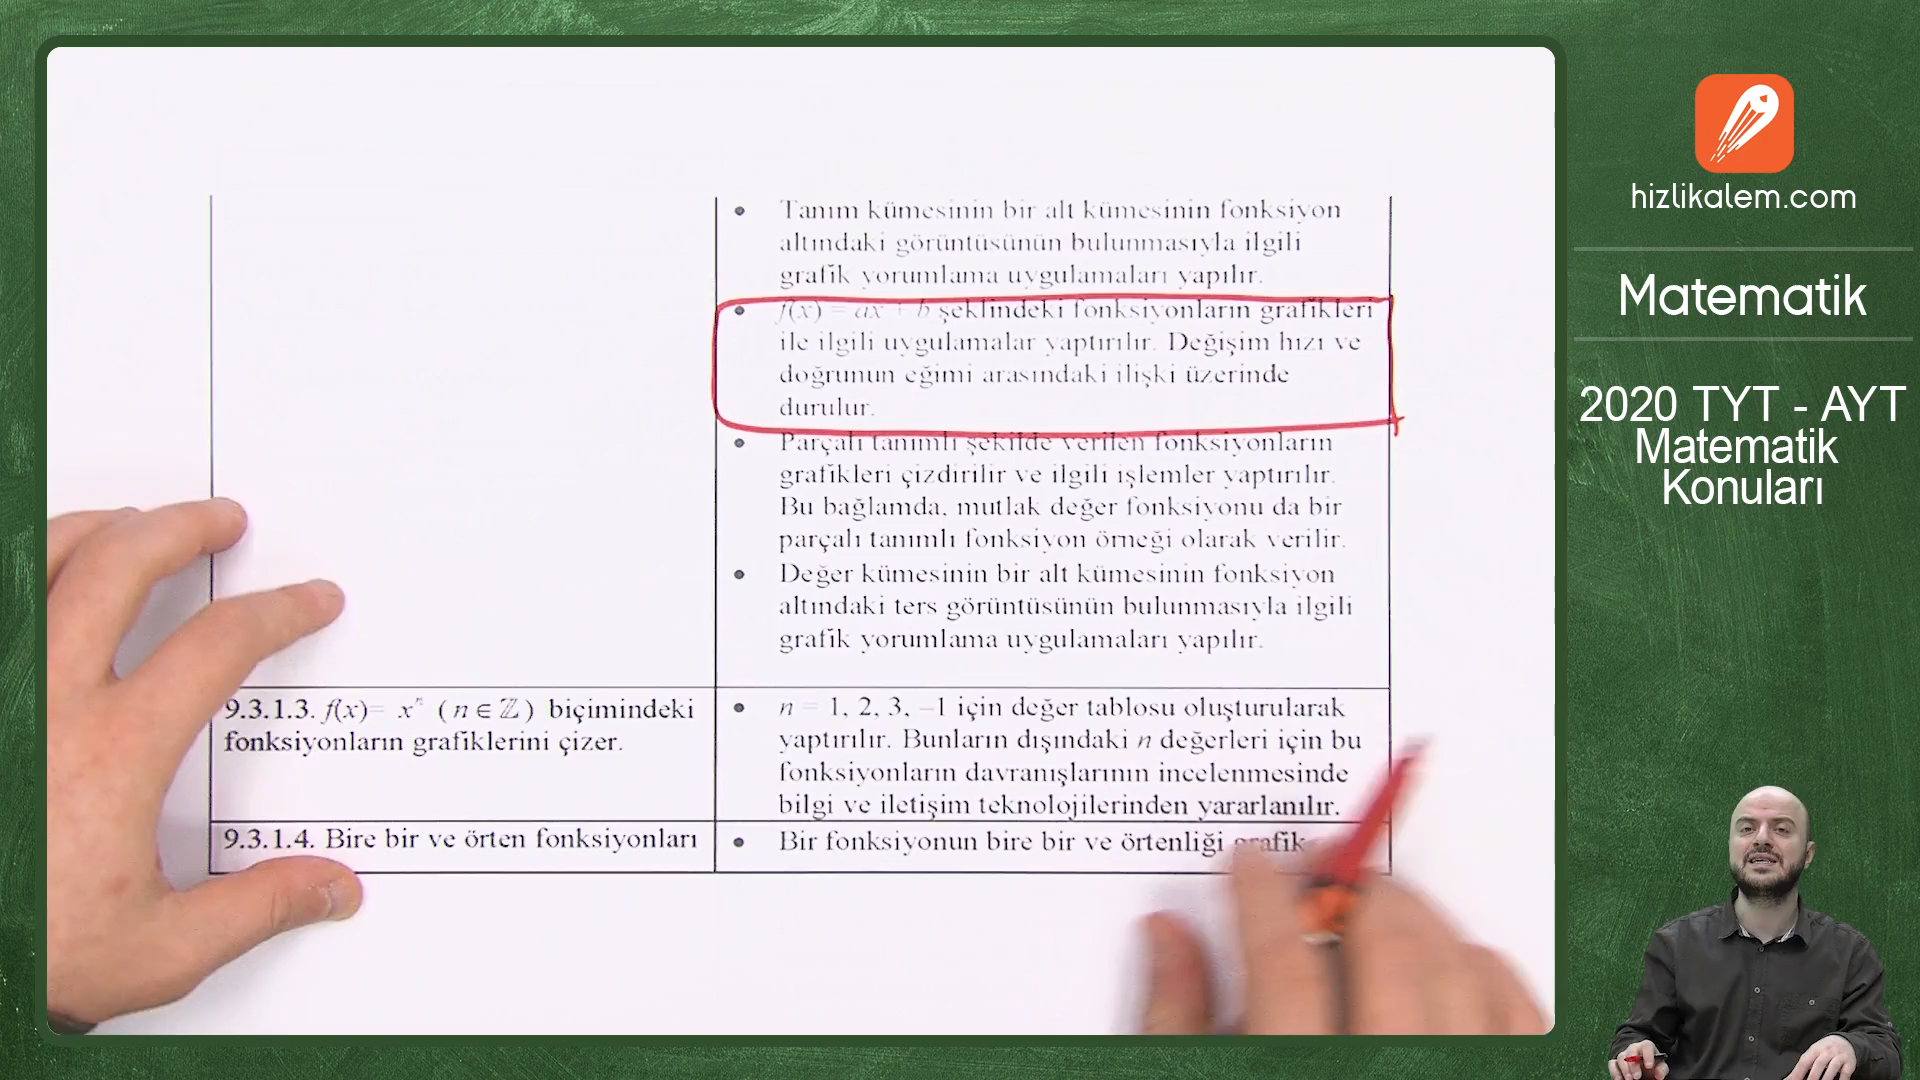 Tanım kümesinin bir alt kümesinin fonksiyon
altındaki görüntüsünün bulunmasıyla ilgili
grafik yorumlama uygulamaları yapılır.
f(x) = ax + b şeklindeki fonksiyonların grafikleri
ile ilgili uygulamalar yaptırılır. Değişim hızı ve
doğrunun eğimi arasındaki ilişki üzerinde
durulur.
Parçalı tanımlı şekilde verilen fonksiyonların
grafikleri çizdirilir ve ilgili işlemler yaptırılır.
Bu bağlamda, mutlak değer fonksiyonu da bir
parçalı tanımlı fonksiyon örneği olarak verilir.
Değer kümesinin bir alt kümesinin fonksiyon
altındaki ters görüntüsünün bulunmasıyla ilgili
grafik yorumlama uygulamaları yapılır.
9.3.1.3. f(x)= xⁿ (n ∈ ℤ) biçimindeki
fonksiyonların grafiklerini çizer.
n = 1, 2, 3, –1 için değer tablosu oluşturularak
yaptırılır. Bunların dışındaki n değerleri için bu
fonksiyonların davranışlarının incelenmesinde
bilgi ve iletişim teknolojilerinden yararlanılır.
9.3.1.4. Bire bir ve örten fonksiyonları
Bir fonksiyonun bire bir ve örtenliği grafik
hizlikalem.com
Matematik
2020 TYT - AYT
Matematik
Konuları